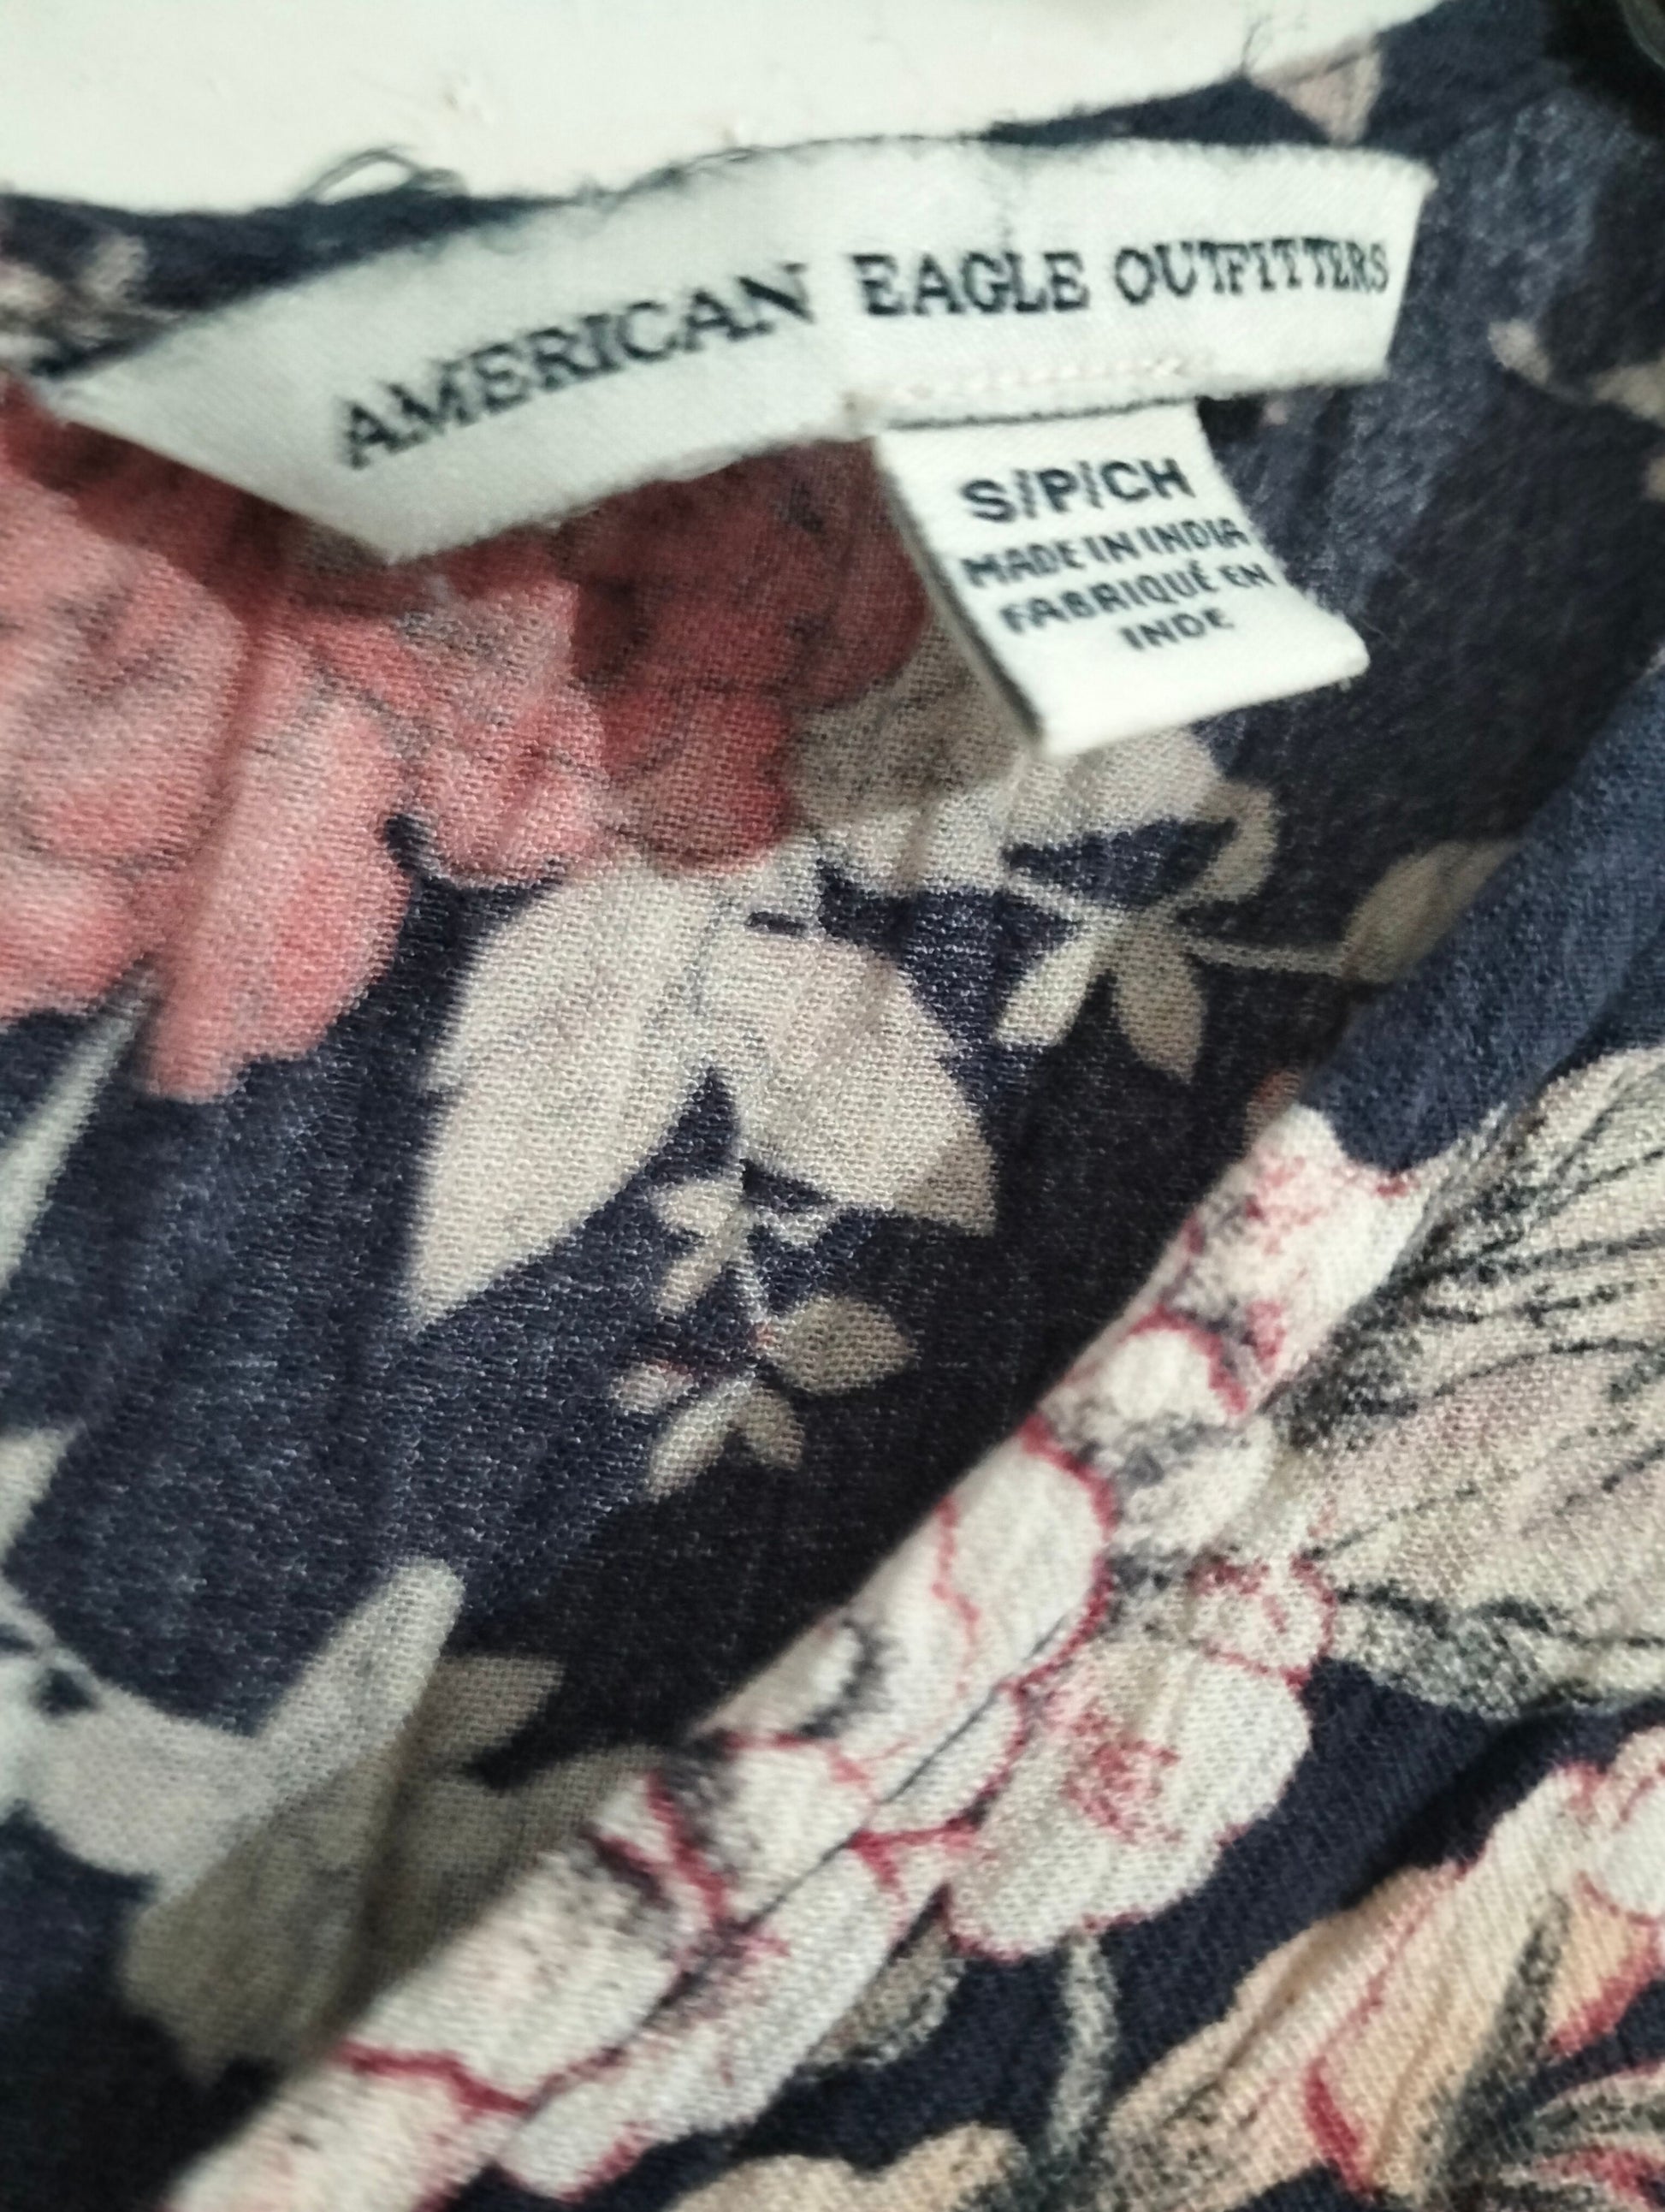 AMERICAN EAGLE OUTFITTERS
S/P/CH
MADE IN INDIA
FABRIQUÉ EN
INDE